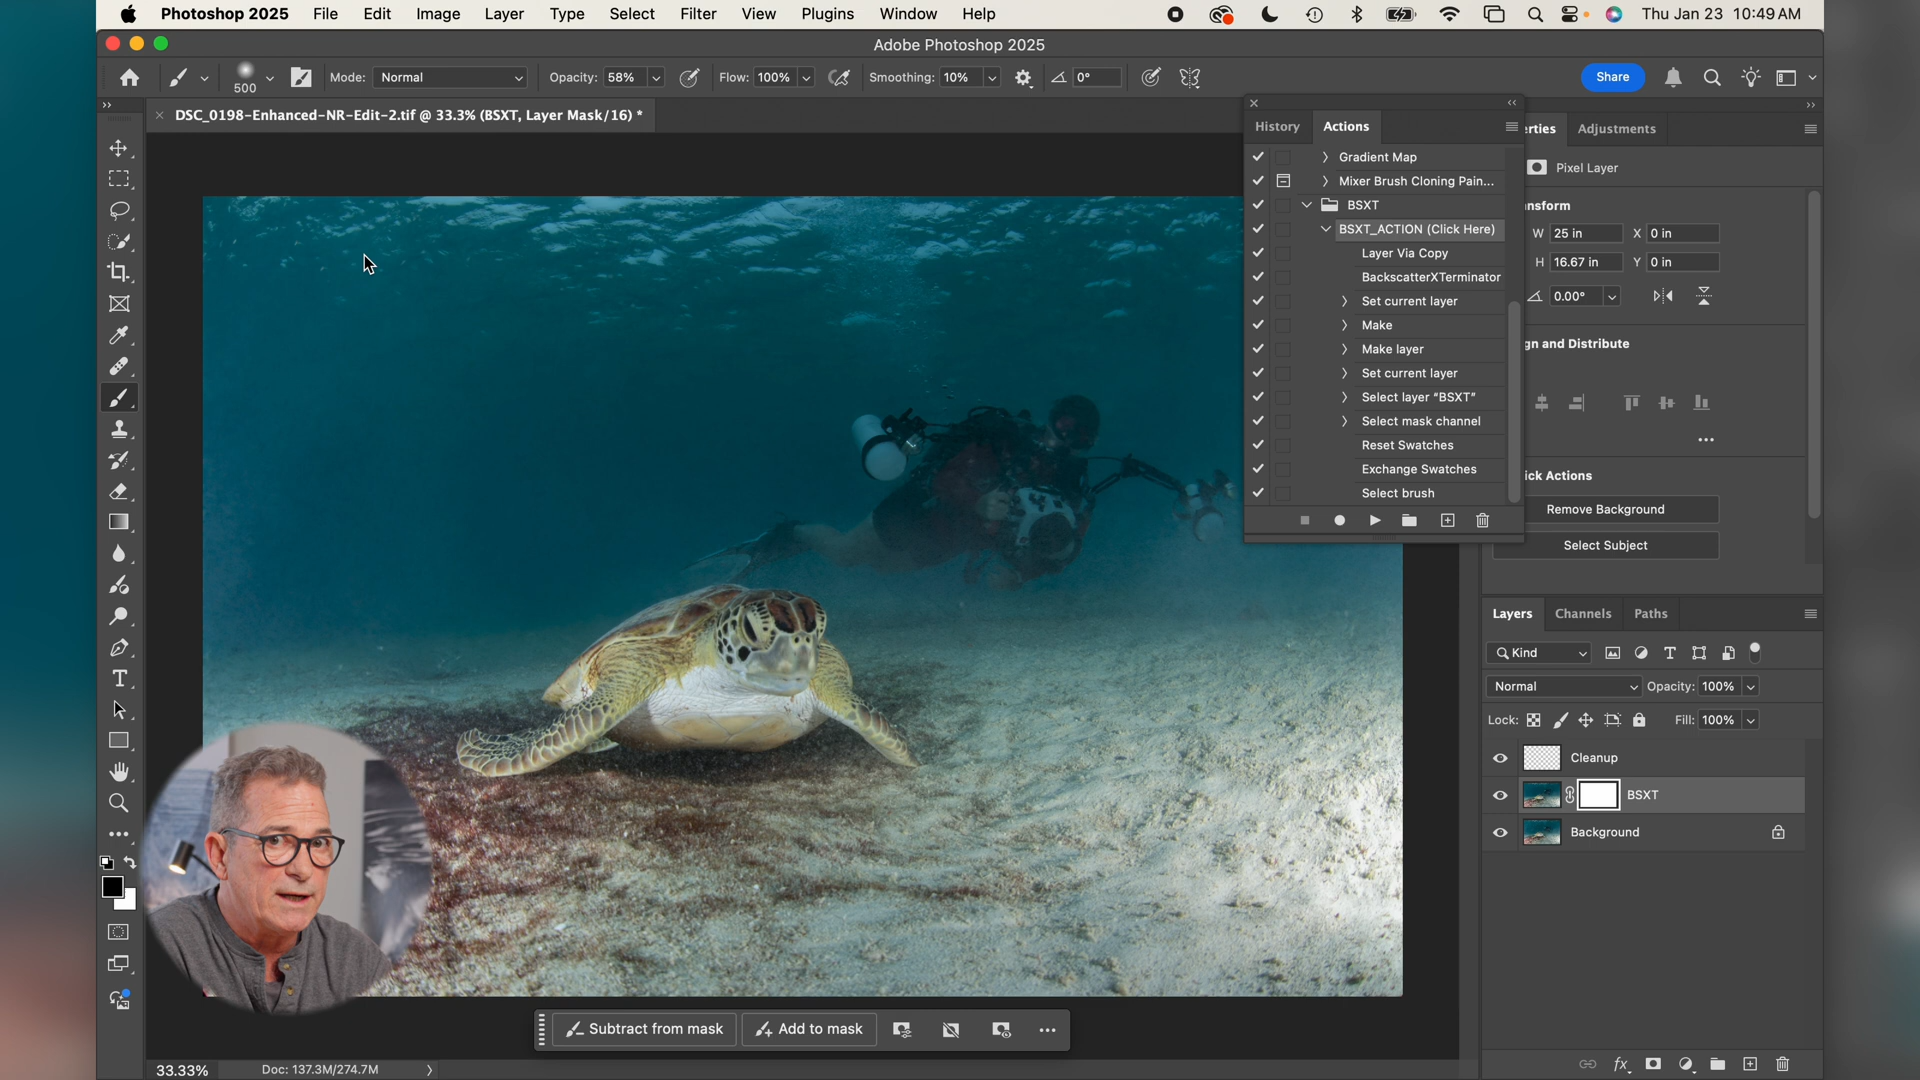 Photoshop 2025 File Edit Image Layer Type Select Filter View Plugins Window Help Thu Jan 23 10:49 AM
Adobe Photoshop 2025
500 Mode: Normal Opacity: 58% Flow: 100% Smoothing: 10% 0° Share
DSC_0198-Enhanced-NR-Edit-2.tif @ 33.3% (BSXT, Layer Mask/16) *
History Actions
Gradient Map
Mixer Brush Cloning Pain...
BSXT
BSXT_ACTION (Click Here)
Layer Via Copy
BackscatterXTerminator
Set current layer
Make
Make layer
Set current layer
Select layer “BSXT”
Select mask channel
Reset Swatches
Exchange Swatches
Select brush
erties Adjustments
Pixel Layer
nsform
W 25 in X 0 in
H 16.67 in Y 0 in
0.00°
gn and Distribute
ick Actions
Remove Background
Select Subject
Layers Channels Paths
Kind
Normal Opacity: 100%
Lock: Fill: 100%
Cleanup
BSXT
Background
Subtract from mask Add to mask
33.33% Doc: 137.3M/274.7M